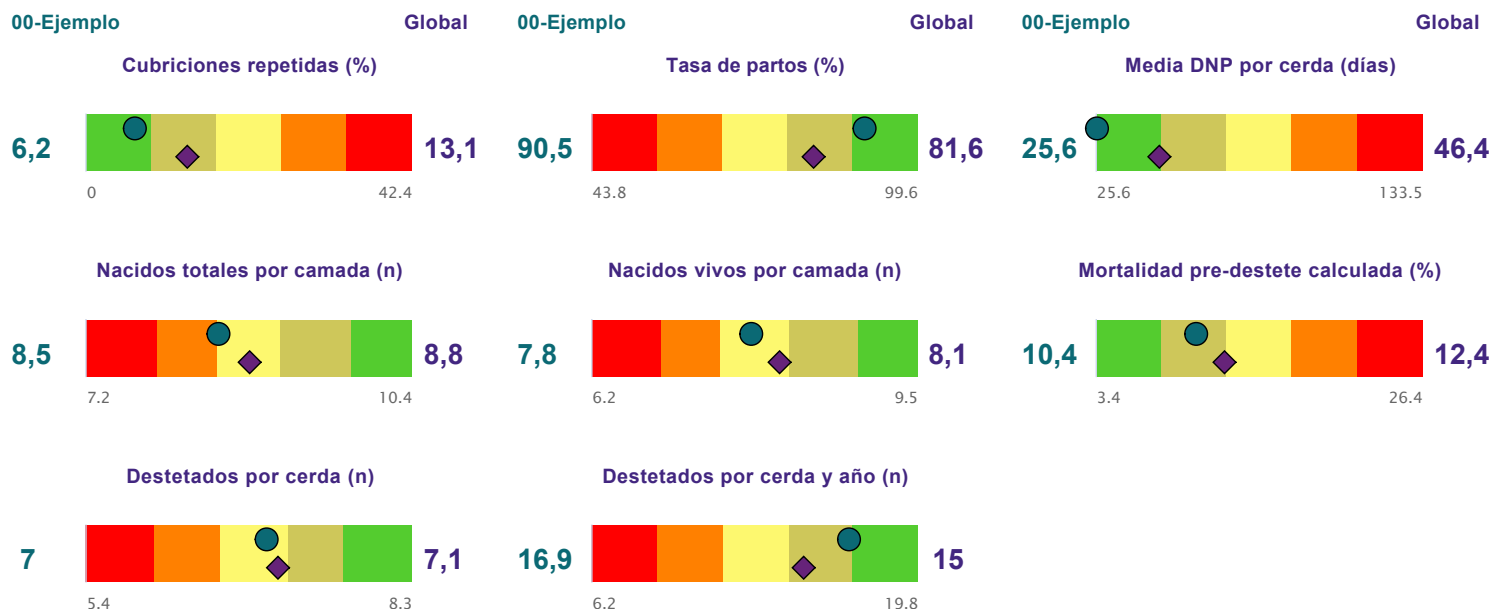 00-Ejemplo Global 00-Ejemplo Global 00-Ejemplo Global
Cubriciones repetidas (%) Tasa de partos (%) Media DNP por cerda (días)
6,2 13,1 90,5 81,6 25,6 46,4
0 42.4 43.8 99.6 25.6 133.5
Nacidos totales por camada (n) Nacidos vivos por camada (n) Mortalidad pre-destete calculada (%)
8,5 8,8 7,8 8,1 10,4 12,4
7.2 10.4 6.2 9.5 3.4 26.4
Destetados por cerda (n) Destetados por cerda y año (n)
7 7,1 16,9 15
5.4 8.3 6.2 19.8